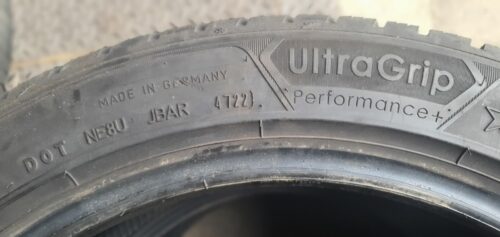 UltraGrip
Performance+
MADE IN GERMANY
DOT NE8U JBAR 4722